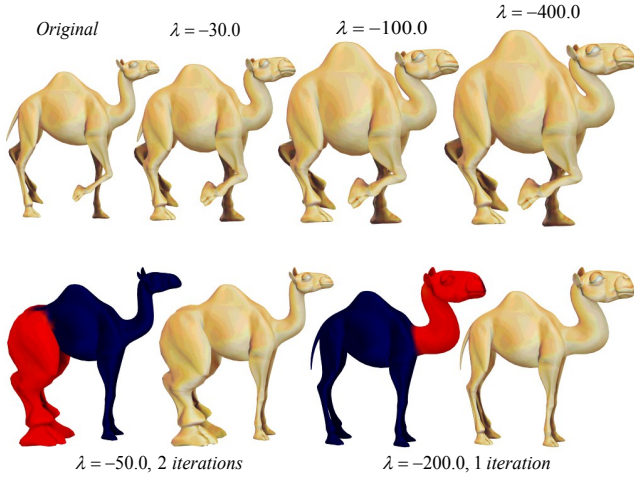 Original
λ = −30.0
λ = −100.0
λ = −400.0
λ = −50.0, 2 iterations
λ = −200.0, 1 iteration